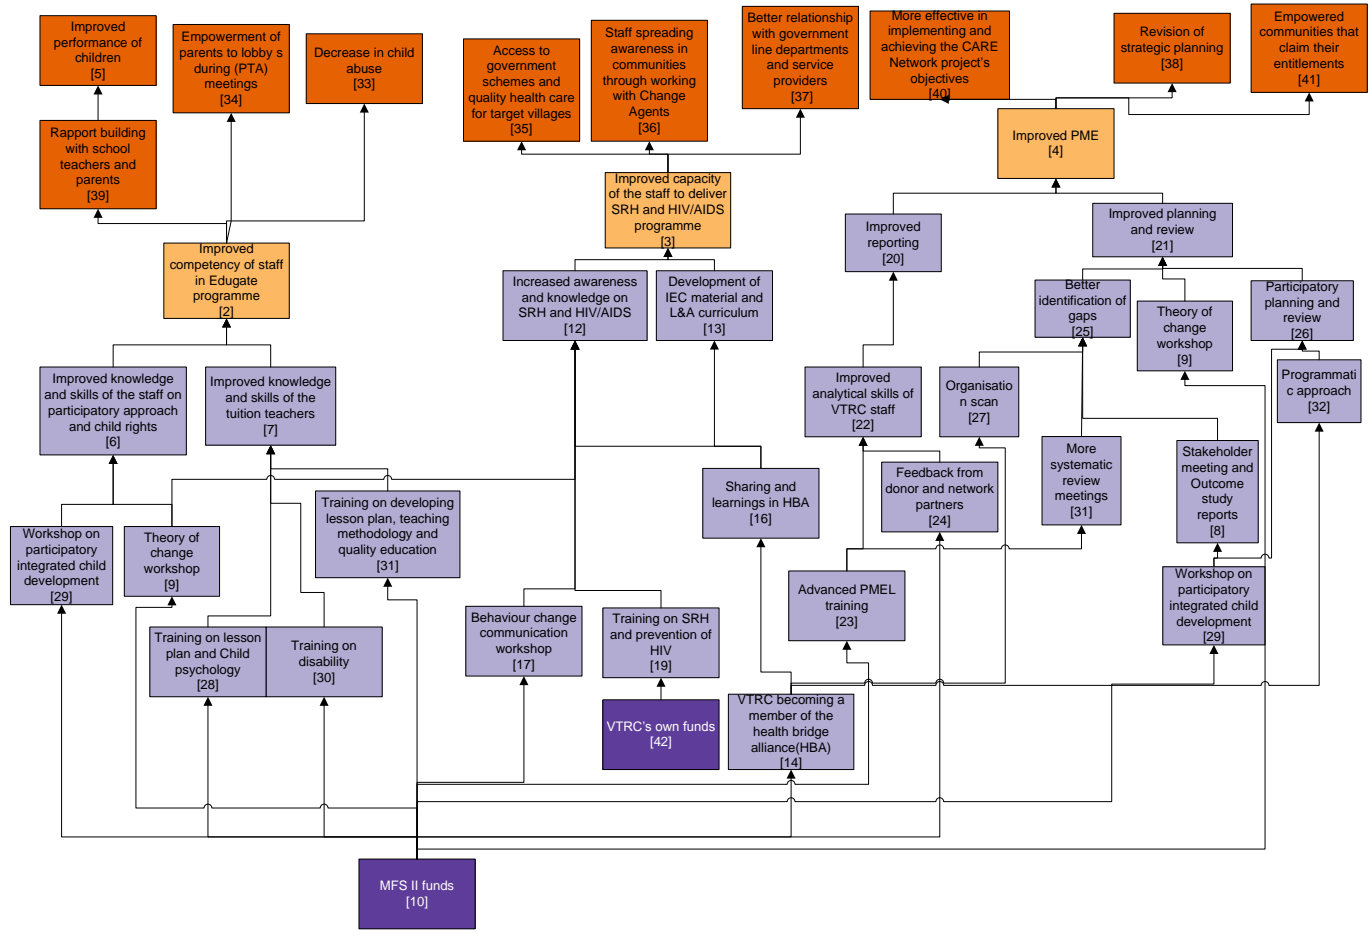 Improved
performance of
children
[5]
Empowerment of
parents to lobby s
during (PTA)
meetings
[34]
Decrease in child
abuse
[33]
Access to
government
schemes and
quality health care
for target villages
[35]
Staff spreading
awareness in
communities
through working
with Change
Agents
[36]
Better relationship
with government
line departments
and service
providers
[37]
More effective in
implementing and
achieving the CARE
Network project's
objectives
[40]
Revision of
strategic planning
[38]
Empowered
communities that
claim their
entitlements
[41]
Rapport building
with school
teachers and
parents
[39]
Improved PME
[4]
Improved capacity
of the staff to deliver
SRH and HIV/AIDS
programme
[3]
Improved
competency of staff
in Edugate
programme
[2]
Improved
reporting
[20]
Improved planning
and review
[21]
Increased awareness
and knowledge on
SRH and HIV/AIDS
[12]
Development of
IEC material and
L&A curriculum
[13]
Better
identification of
gaps
[25]
Theory of
change
workshop
[9]
Participatory
planning and
review
[26]
Improved knowledge
and skills of the staff on
participatory approach
and child rights
[6]
Improved knowledge
and skills of the
tuition teachers
[7]
Improved
analytical skills of
VTRC staff
[22]
Organisatio
n scan
[27]
Programmati
c approach
[32]
Sharing and
learnings in HBA
[16]
Feedback from
donor and network
partners
[24]
More
systematic
review
meetings
[31]
Stakeholder
meeting and
Outcome
study
reports
[8]
Workshop on
participatory
integrated child
development
[29]
Theory of
change
workshop
[9]
Training on developing
lesson plan, teaching
methodology and
quality education
[31]
Advanced PMEL
training
[23]
Workshop on
participatory
integrated child
development
[29]
Training on lesson
plan and Child
psychology
[28]
Training on
disability
[30]
Behaviour change
communication
workshop
[17]
Training on SRH
and prevention of
HIV
[19]
VTRC's own funds
[42]
VTRC becoming a
member of the
health bridge
alliance(HBA)
[14]
MFS II funds
[10]